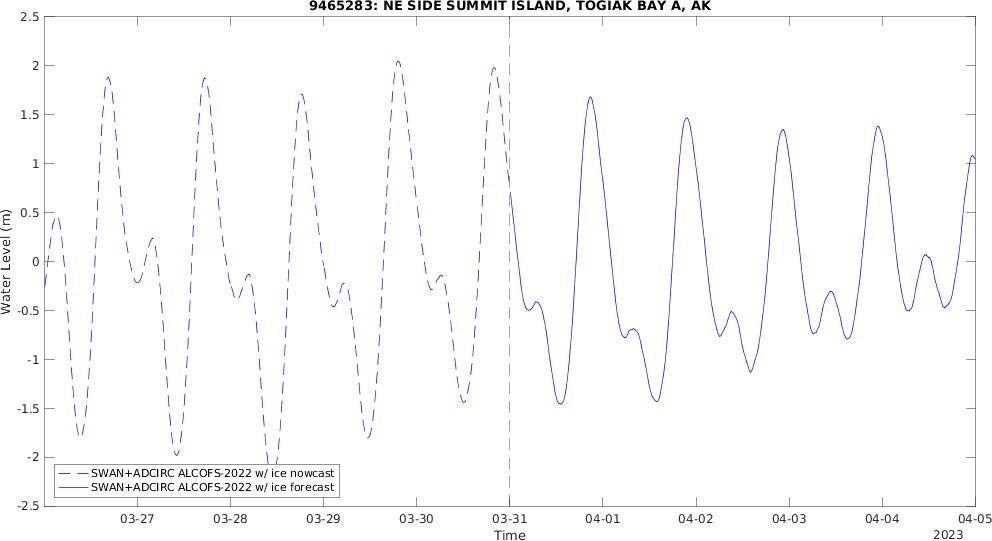 9465283: NE SIDE SUMMIT ISLAND, TOGIAK BAY A, AK
2.5
2
1.5
1
0.5
0
-0.5
-1
-1.5
-2
-2.5
Water Level (m)
SWAN+ADCIRC ALCOFS-2022 w/ ice nowcast
SWAN+ADCIRC ALCOFS-2022 w/ ice forecast
03-27 03-28 03-29 03-30 03-31 04-01 04-02 04-03 04-04 04-05
Time
2023